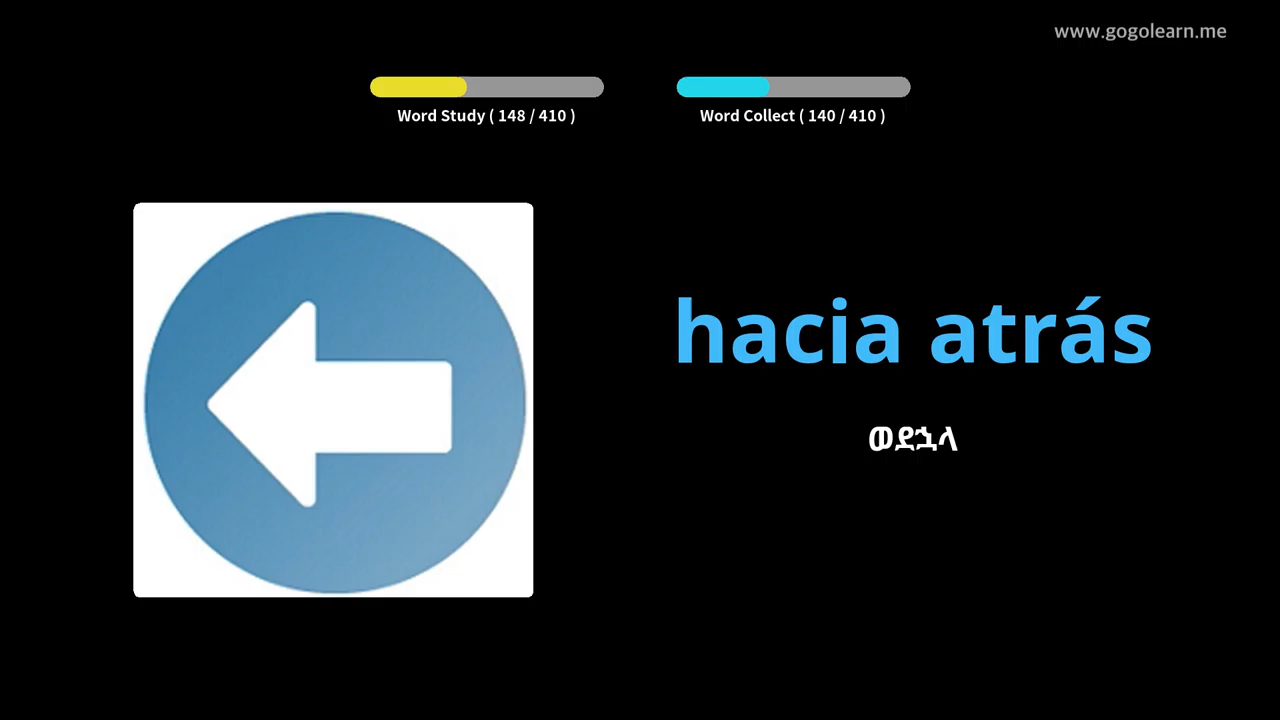 www.gogolearn.me
Word Study ( 148 / 410 )
Word Collect ( 140 / 410 )
hacia atrás
ወደኋላ